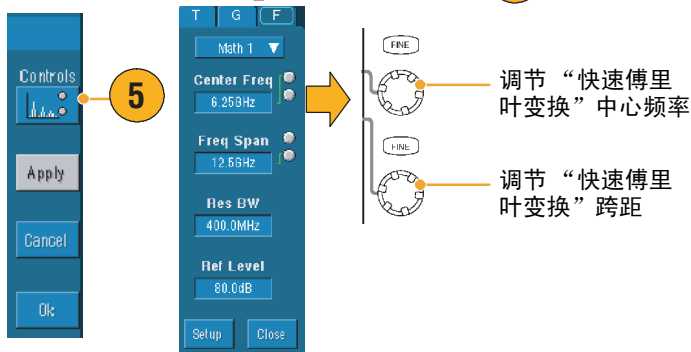 Controls
5
Apply
Cancel
Ok
T G F
Math 1
Center Freq
6.25GHz
Freq Span
12.5GHz
Res BW
400.0MHz
Ref Level
80.0dB
Setup Close
FINE
调节 “快速傅里
叶变换”中心频率
FINE
调节 “快速傅里
叶变换”跨距